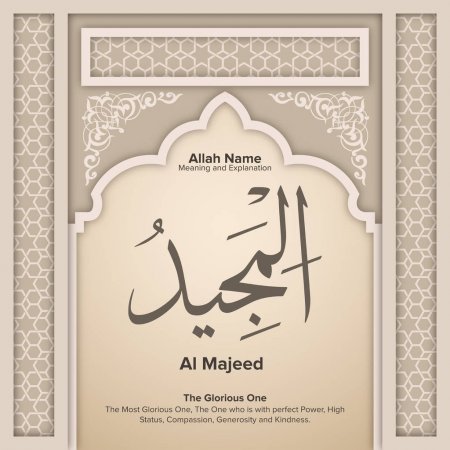 Allah Name
Meaning and Explanation
الْمَجِيدُ
Al Majeed
The Glorious One
The Most Glorious One, The One who is with perfect Power, High
Status, Compassion, Generosity and Kindness.